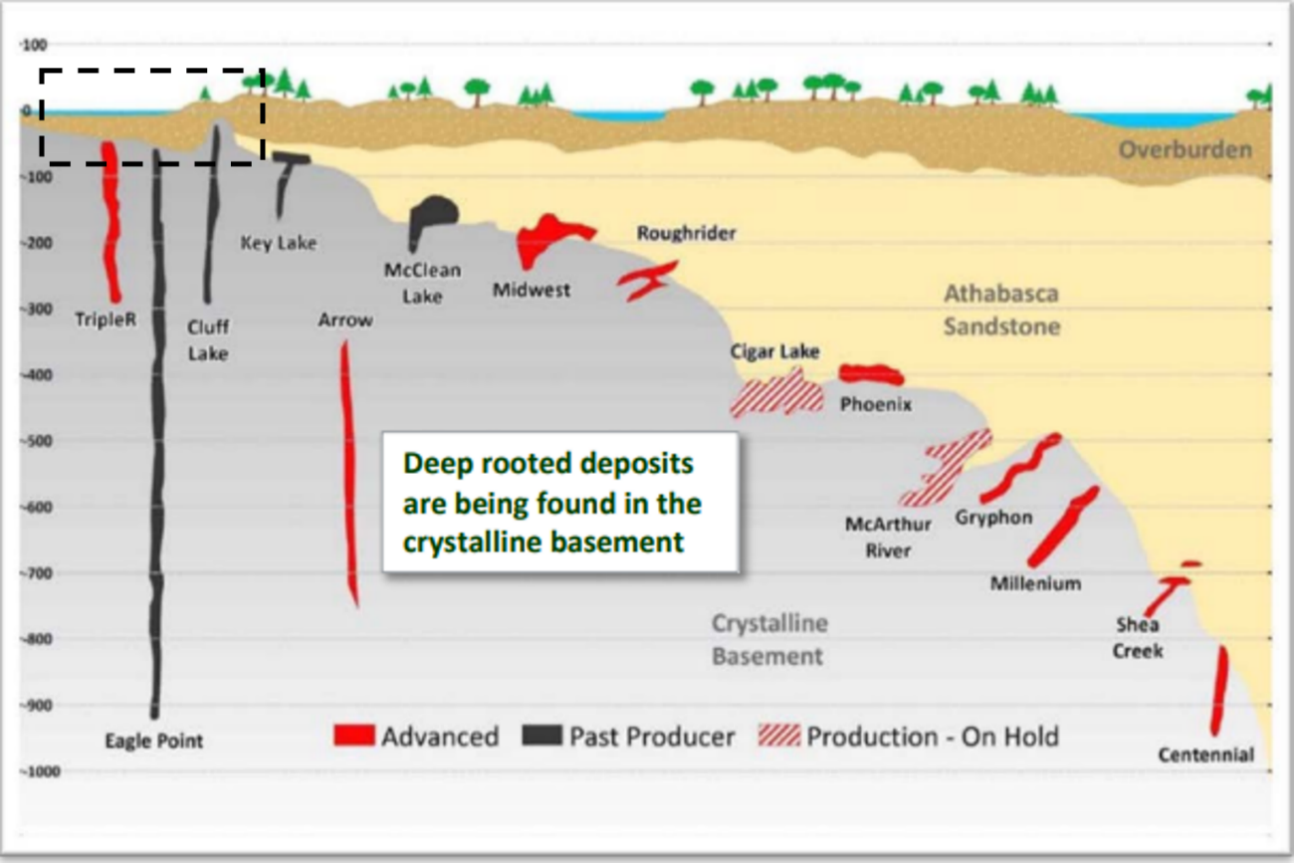 100
0
Overburden
-100
-200
Key Lake
Roughrider
McClean
Lake
Midwest
Athabasca
Sandstone
-300
TripleR
Cluff
Lake
Arrow
Cigar Lake
-400
Phoenix
-500
Deep rooted deposits
are being found in the
crystalline basement
-600
McArthur
River
Gryphon
Millenium
-700
Crystalline
Basement
Shea
Creek
-800
-900
Eagle Point
Advanced
Past Producer
Production - On Hold
Centennial
-1000